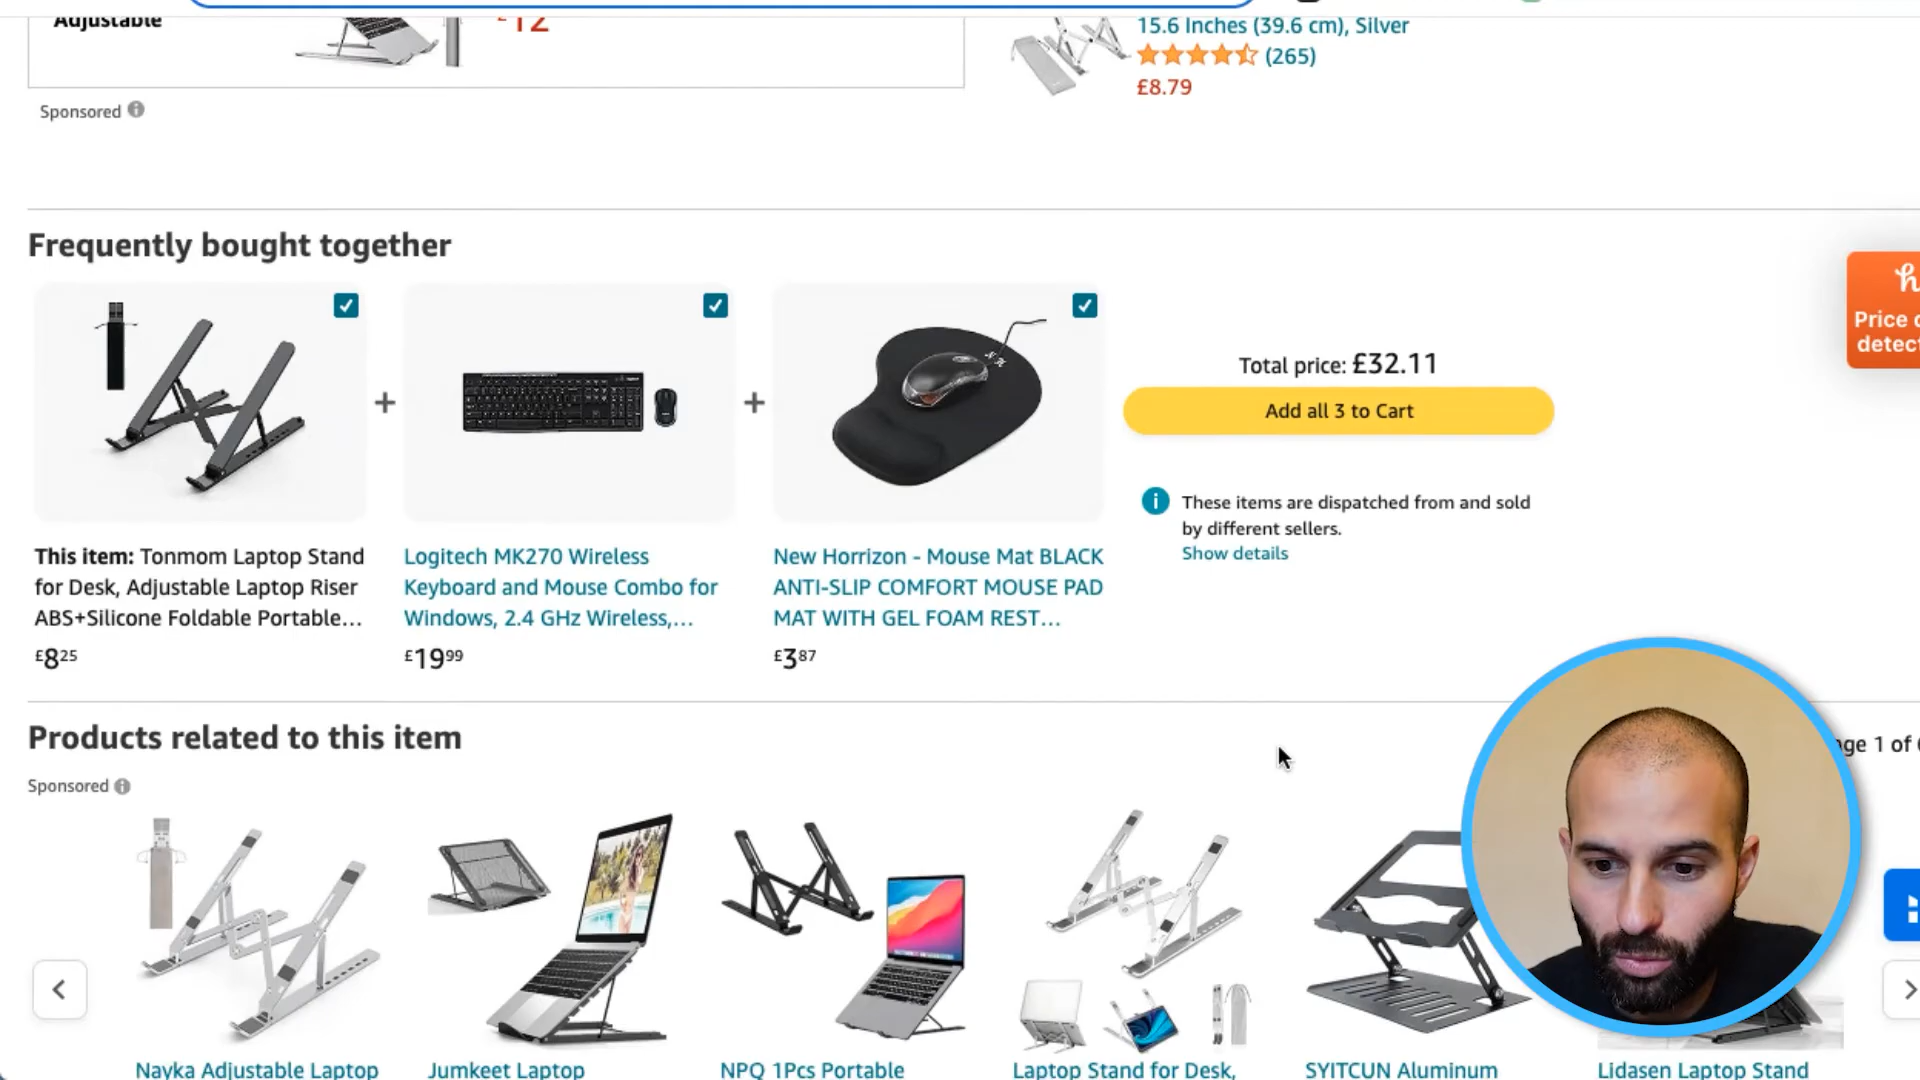 Adjustable
£12
Sponsored
15.6 Inches (39.6 cm), Silver
(265)
£8.79
Frequently bought together
This item: Tonmom Laptop Stand
for Desk, Adjustable Laptop Riser
ABS+Silicone Foldable Portable...
£8.25
+
Logitech MK270 Wireless
Keyboard and Mouse Combo for
Windows, 2.4 GHz Wireless,...
£19.99
+
New Horrizon - Mouse Mat BLACK
ANTI-SLIP COMFORT MOUSE PAD
MAT WITH GEL FOAM REST...
£3.87
Total price: £32.11
Add all 3 to Cart
These items are dispatched from and sold
by different sellers.
Show details
h
Price
detec
Products related to this item
Sponsored
ge 1 of
Nayka Adjustable Laptop
Jumkeet Laptop
NPQ 1Pcs Portable
Laptop Stand for Desk,
SYITCUN Aluminum
Lidasen Laptop Stand